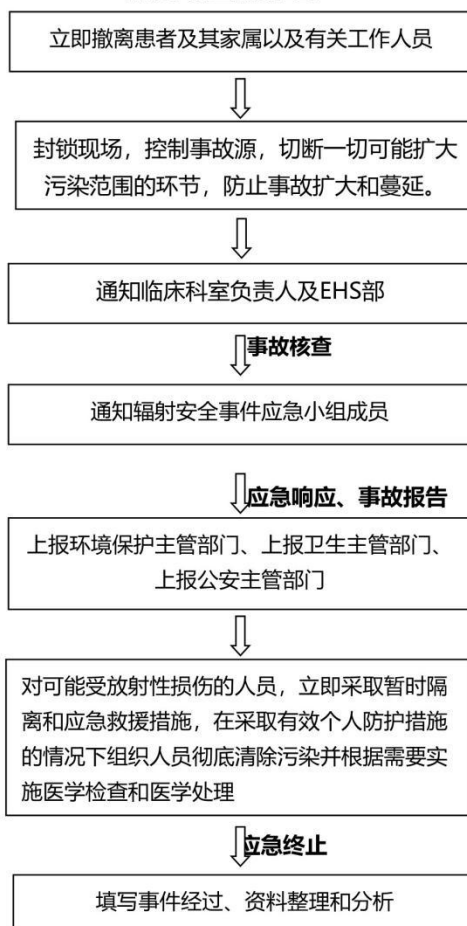 立即撤离患者及其家属以及有关工作人员
封锁现场，控制事故源，切断一切可能扩大
污染范围的环节，防止事故扩大和蔓延。
通知临床科室负责人及EHS部
事故核查
通知辐射安全事件应急小组成员
应急响应、事故报告
上报环境保护主管部门、上报卫生主管部门、
上报公安主管部门
对可能受放射性损伤的人员，立即采取暂时隔
离和应急救援措施，在采取有效个人防护措施
的情况下组织人员彻底清除污染并根据需要实
施医学检查和医学处理
应急终止
填写事件经过、资料整理和分析